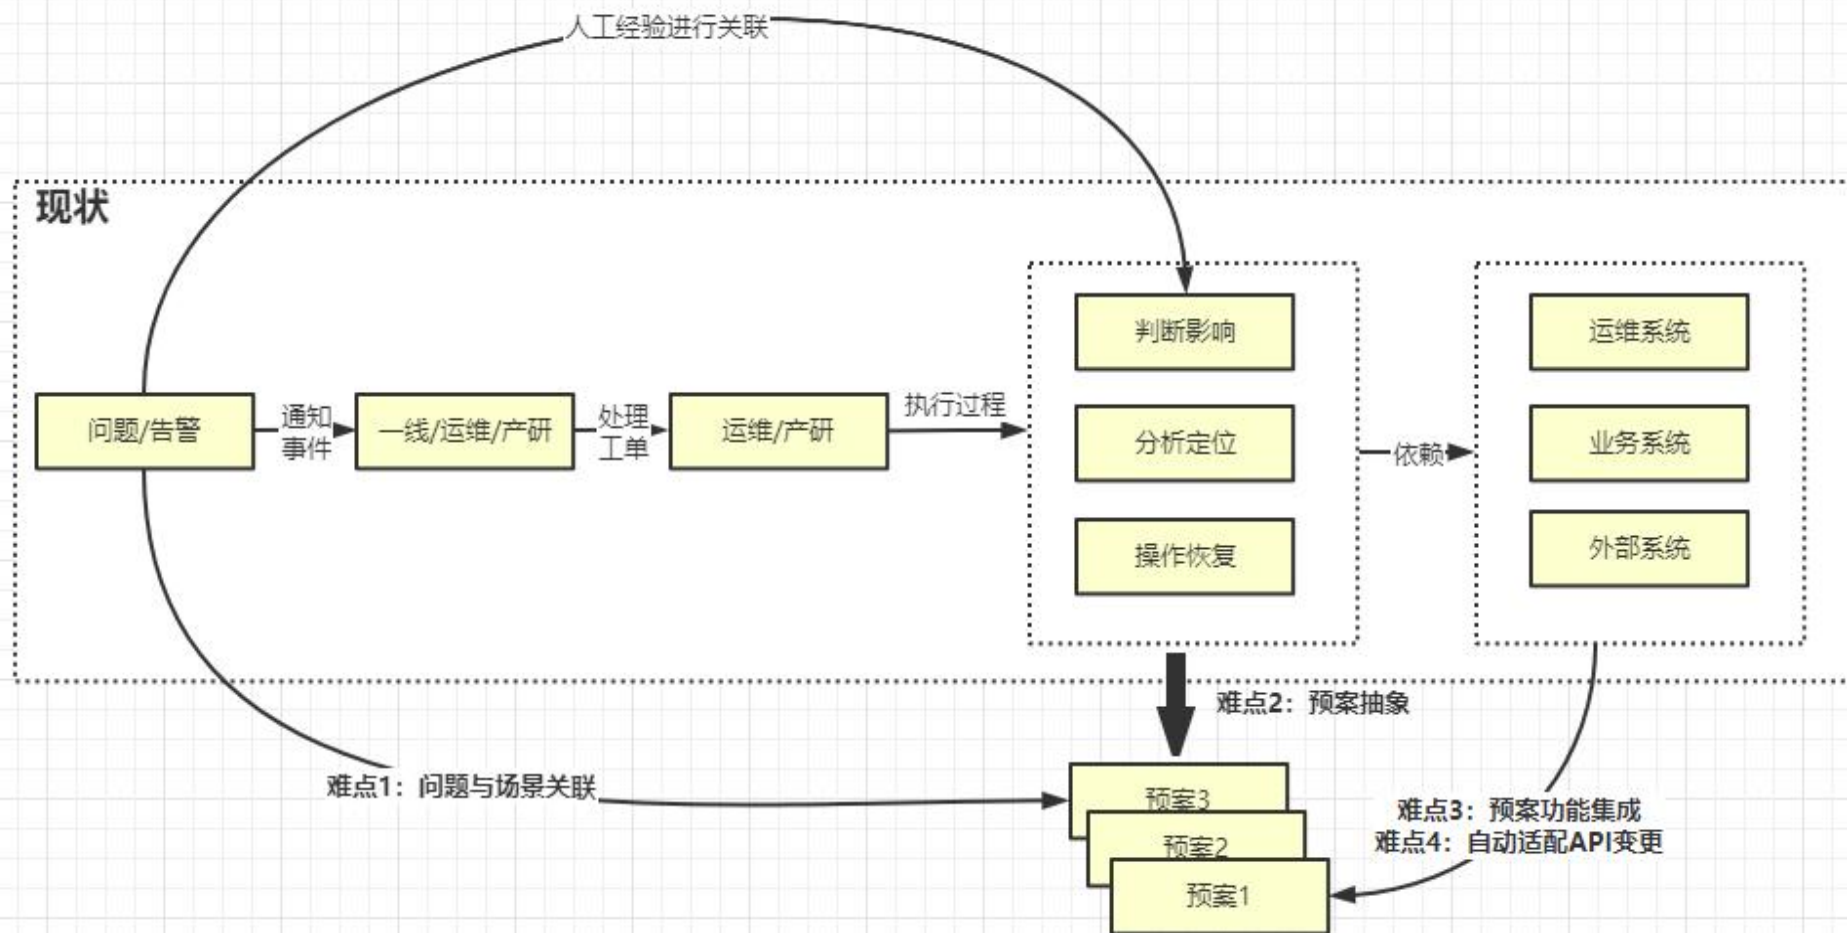 人工经验进行关联
现状
问题/告警
通知
事件
一线/运维/产研
处理
工单
运维/产研
执行过程
判断影响
分析定位
操作恢复
依赖
运维系统
业务系统
外部系统
难点2：预案抽象
难点1：问题与场景关联
预案3
预案2
预案1
难点3：预案功能集成
难点4：自动适配API变更